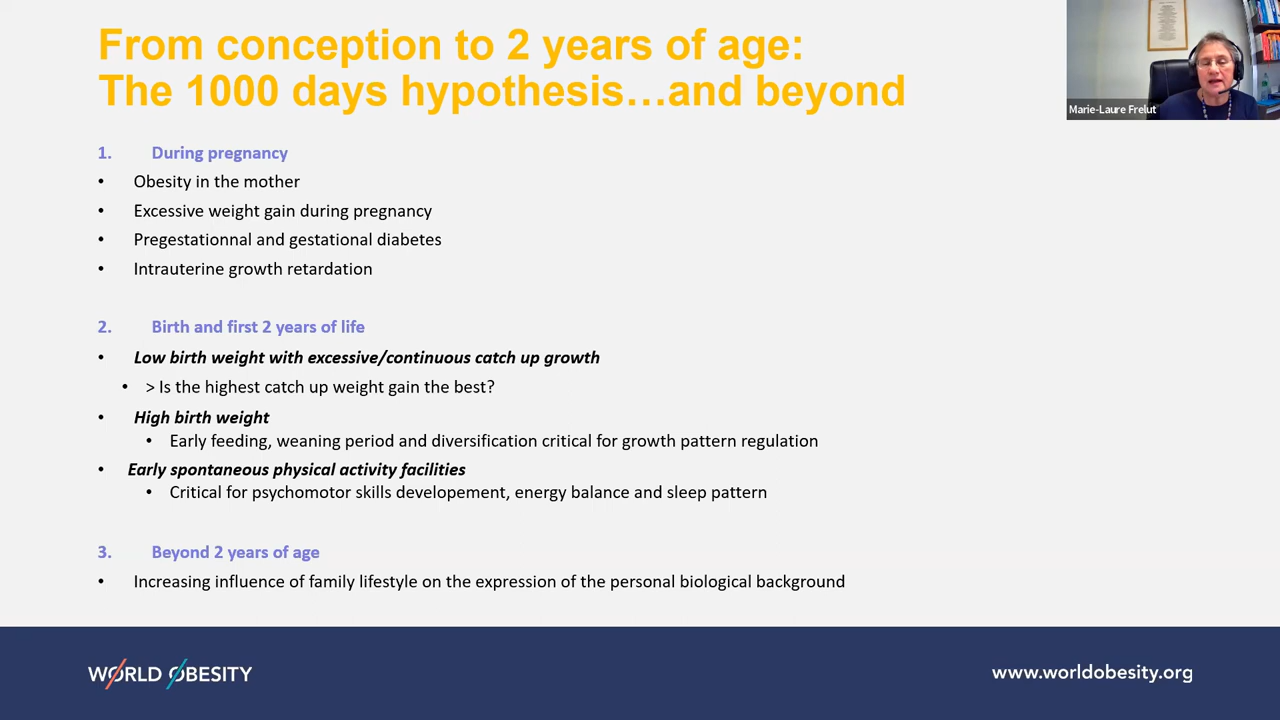 From conception to 2 years of age:
The 1000 days hypothesis…and beyond
Marie-Laure Frelut
1. During pregnancy
• Obesity in the mother
• Excessive weight gain during pregnancy
• Pregestationnal and gestational diabetes
• Intrauterine growth retardation
2. Birth and first 2 years of life
• Low birth weight with excessive/continuous catch up growth
• > Is the highest catch up weight gain the best?
• High birth weight
• Early feeding, weaning period and diversification critical for growth pattern regulation
• Early spontaneous physical activity facilities
• Critical for psychomotor skills developement, energy balance and sleep pattern
3. Beyond 2 years of age
• Increasing influence of family lifestyle on the expression of the personal biological background
WORLD OBESITY
www.worldobesity.org